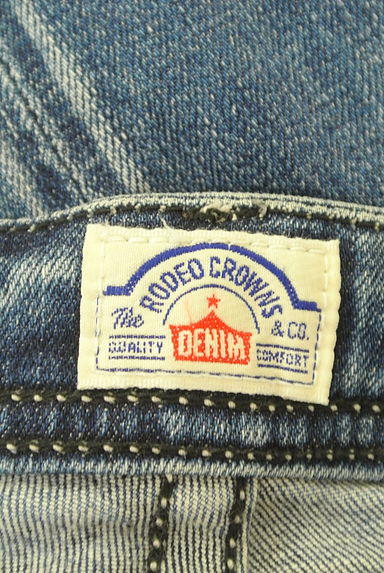 The RODEO CROWNS & CO.
QUALITY DENIM COMFORT